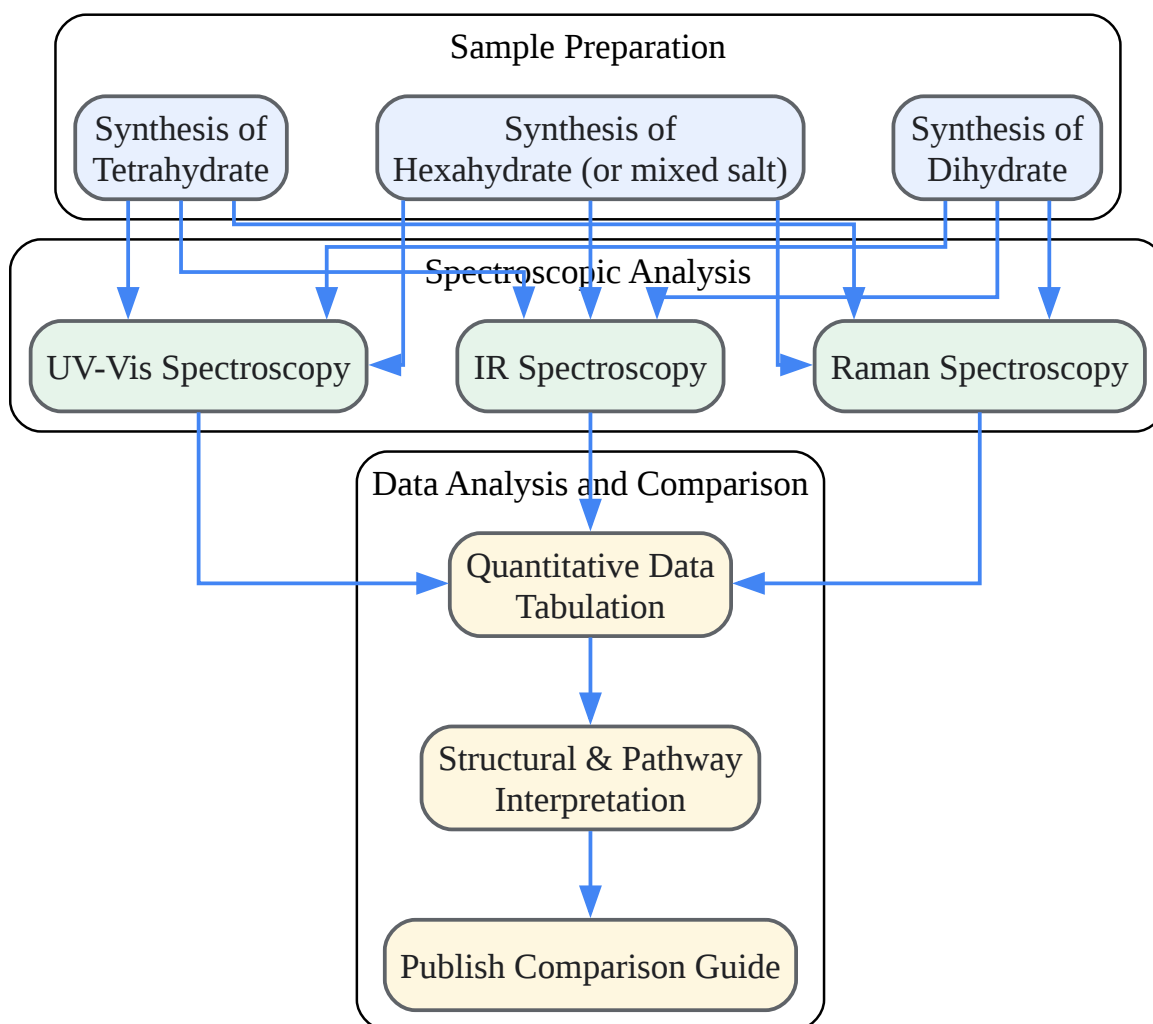 Sample Preparation
Synthesis of
Tetrahydrate
Synthesis of
Hexahydrate (or mixed salt)
Synthesis of
Dihydrate
Spectroscopic Analysis
UV-Vis Spectroscopy
IR Spectroscopy
Raman Spectroscopy
Data Analysis and Comparison
Quantitative Data
Tabulation
Structural & Pathway
Interpretation
Publish Comparison Guide